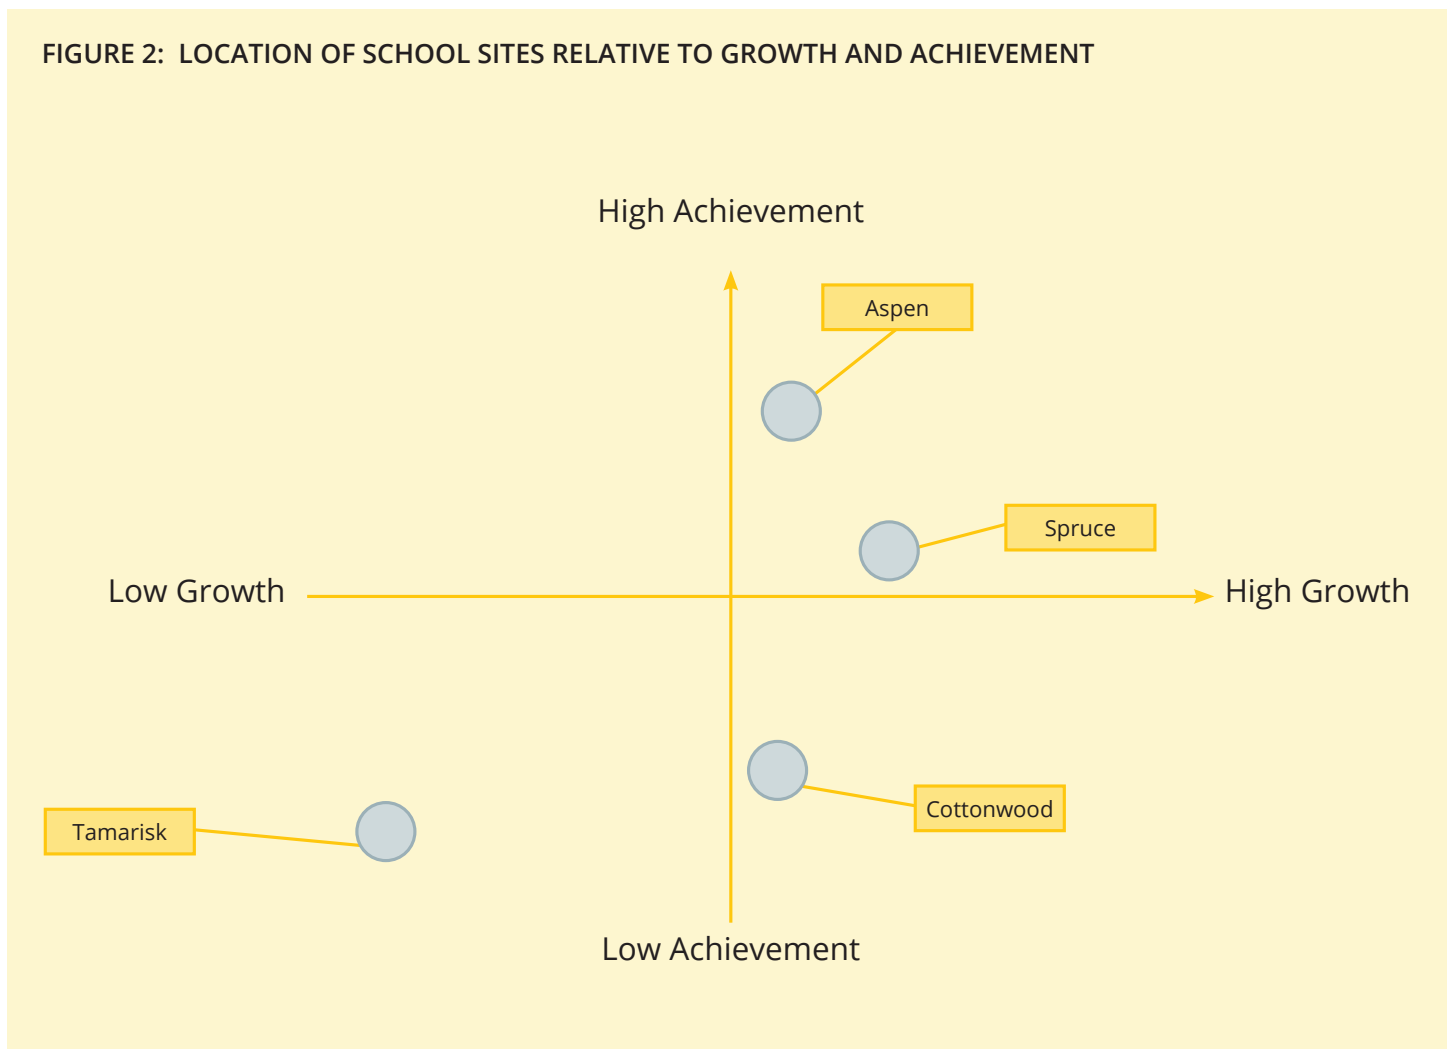 FIGURE 2: LOCATION OF SCHOOL SITES RELATIVE TO GROWTH AND ACHIEVEMENT
High Achievement
Aspen
Spruce
Low Growth
High Growth
Cottonwood
Tamarisk
Low Achievement